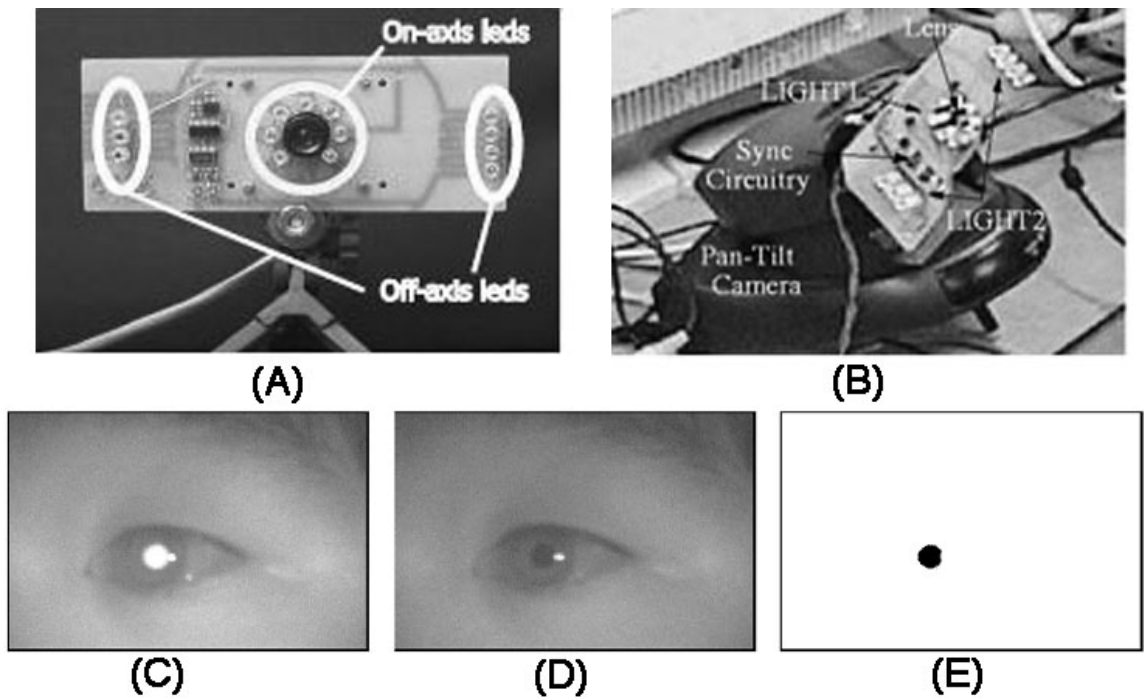 On-axis leds
Off-axis leds
(A)
Lens
LIGHT1
Sync
Circuitry
LIGHT2
Pan-Tilt
Camera
(B)
(C)
(D)
(E)